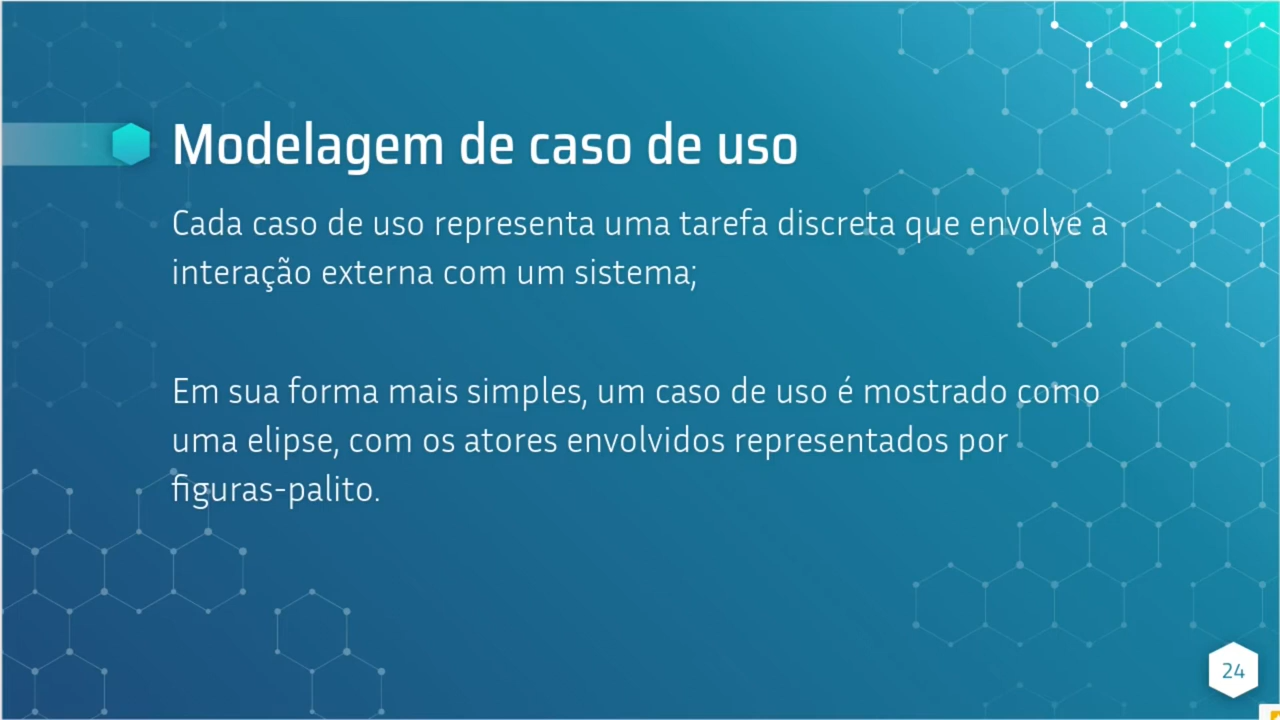 Modelagem de caso de uso
Cada caso de uso representa uma tarefa discreta que envolve a
interação externa com um sistema;
Em sua forma mais simples, um caso de uso é mostrado como
uma elipse, com os atores envolvidos representados por
figuras-palito.
24